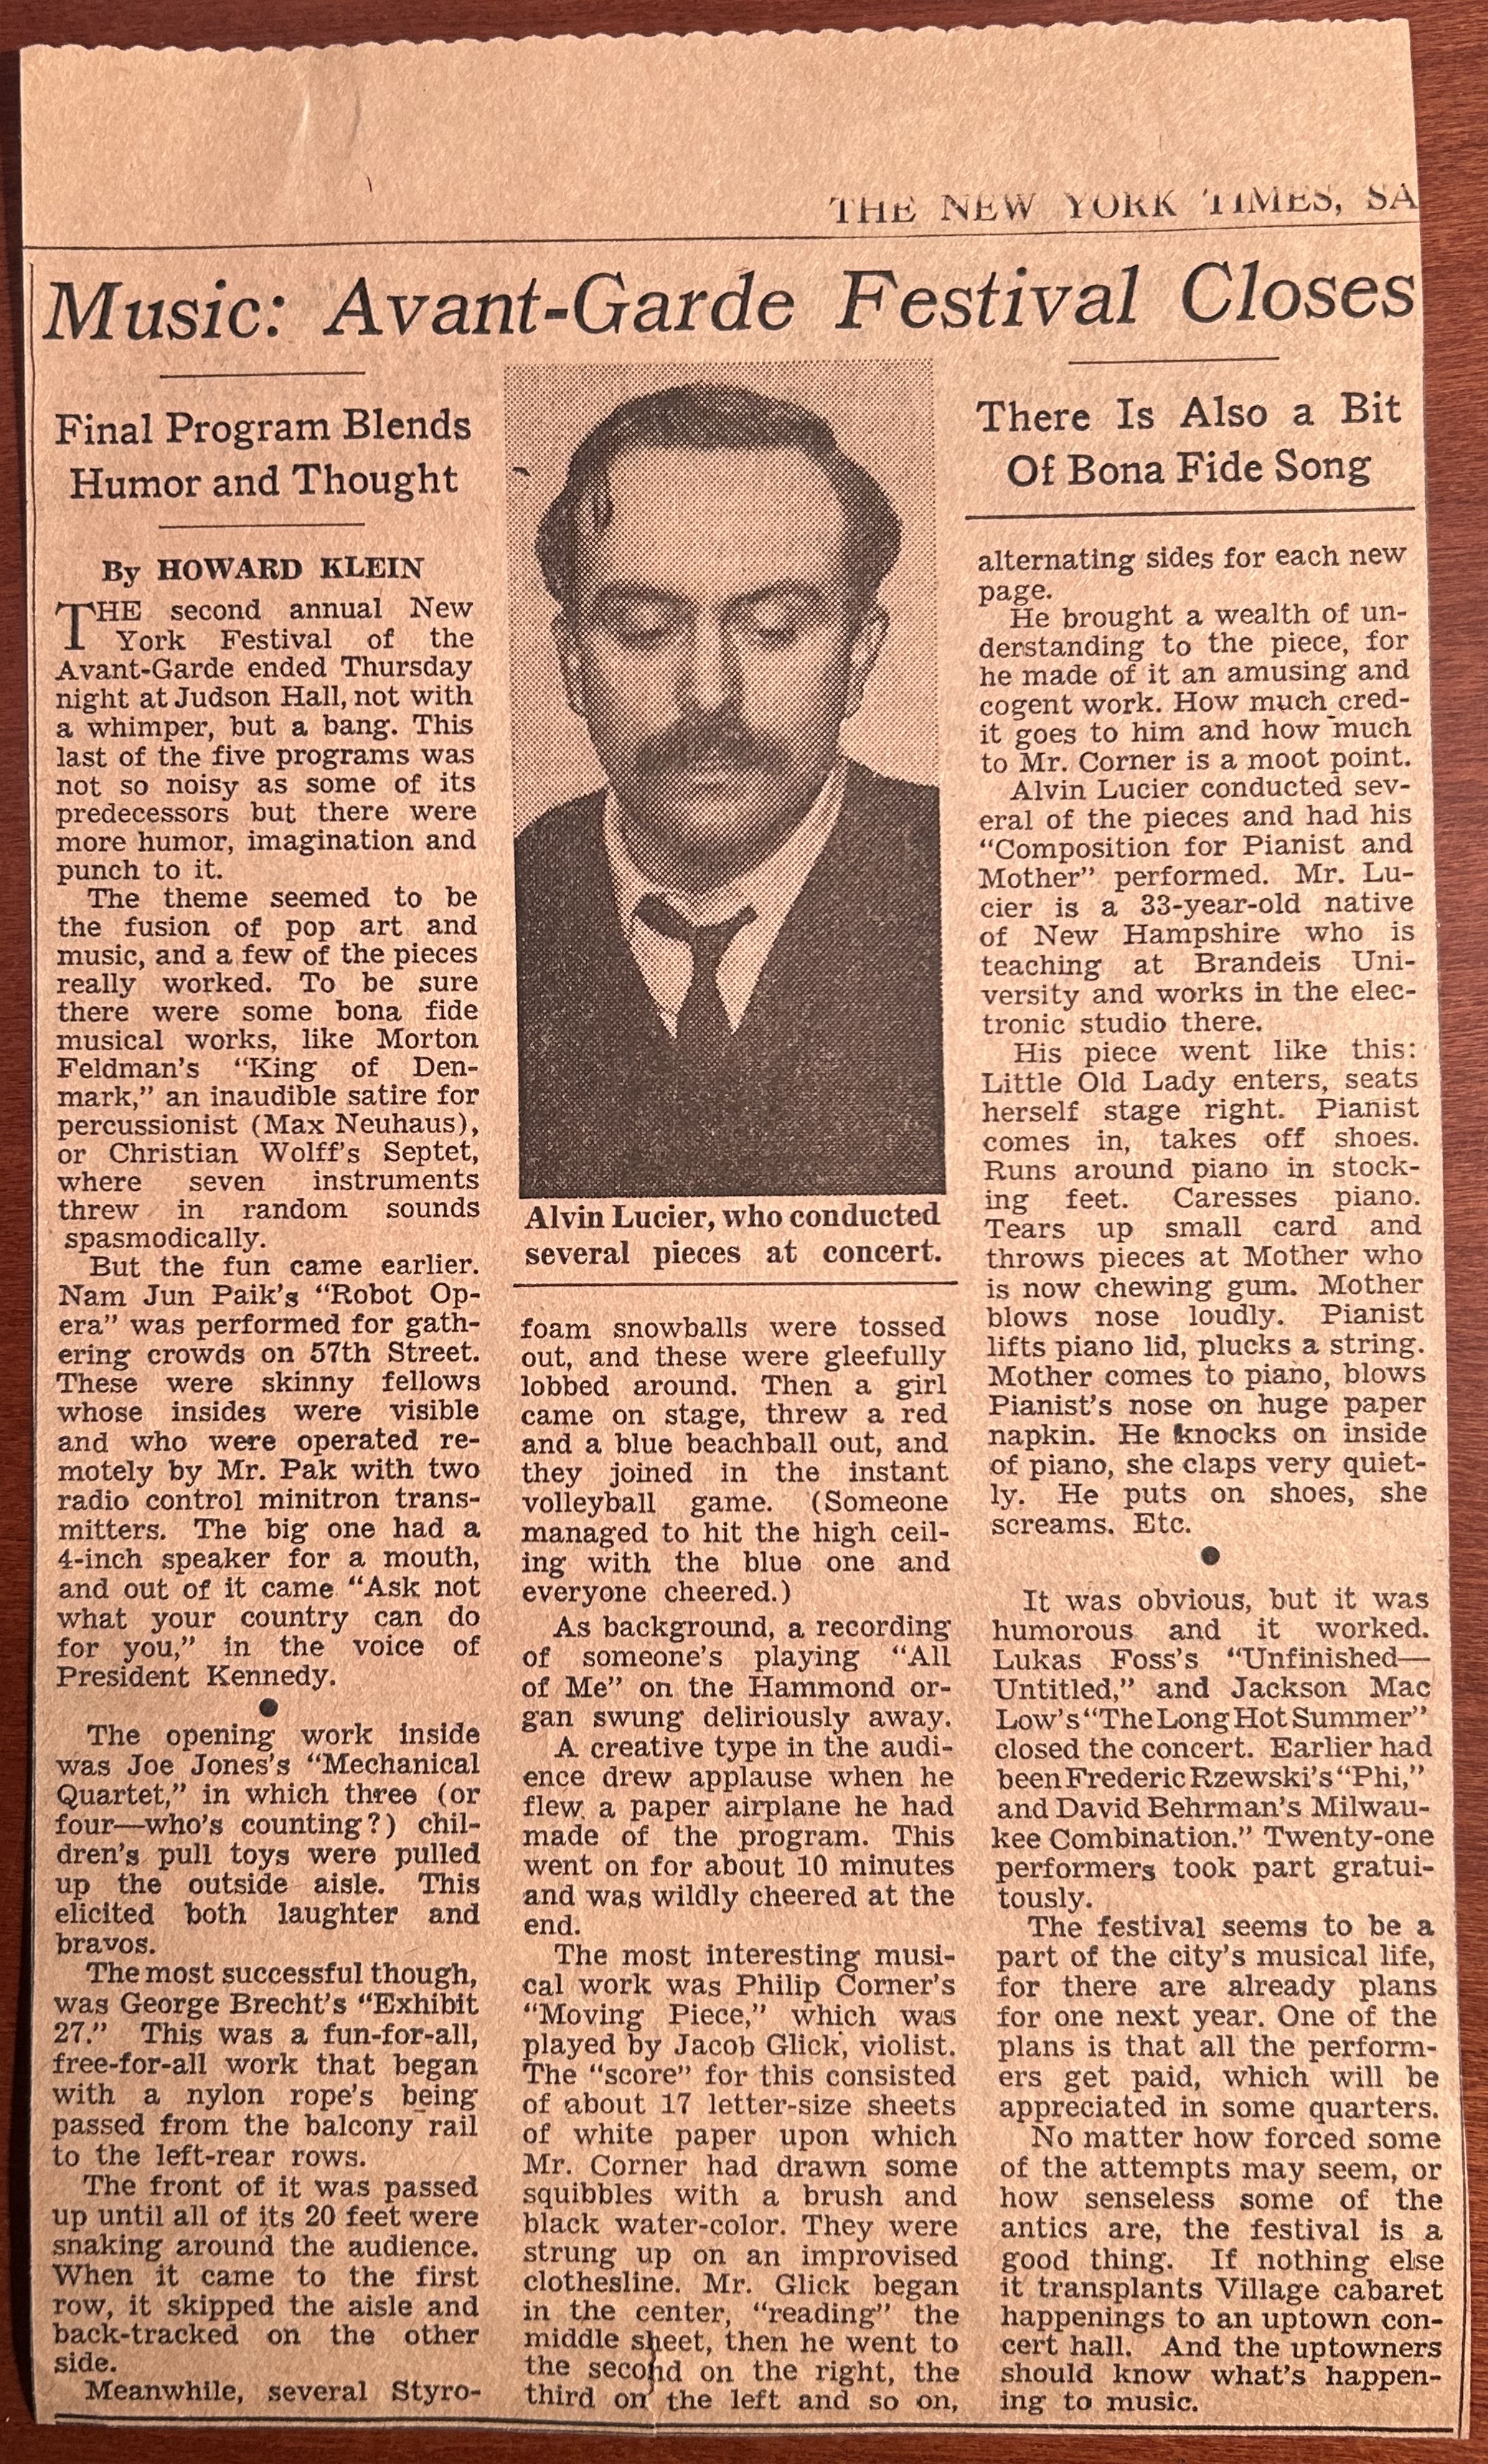 THE NEW YORK TIMES, SA
Music: Avant-Garde Festival Closes
Final Program Blends
Humor and Thought
By HOWARD KLEIN
THE second annual New
York Festival of the
Avant-Garde ended Thursday
night at Judson Hall, not with
a whimper, but a bang. This
last of the five programs was
not so noisy as some of its
predecessors but there were
more humor, imagination and
punch to it.
The theme seemed to be
the fusion of pop art and
music, and a few of the pieces
really worked. To be sure
there were some bona fide
musical works, like Morton
Feldman's "King of Den-
mark," an inaudible satire for
percussionist (Max Neuhaus),
or Christian Wolff's Septet,
where seven instruments
threw in random sounds
spasmodically.
But the fun came earlier.
Nam Jun Paik's "Robot Op-
era" was performed for gath-
ering crowds on 57th Street.
These were skinny fellows
whose insides were visible
and who were operated re-
motely by Mr. Pak with two
radio control minitron trans-
mitters. The big one had a
4-inch speaker for a mouth,
and out of it came "Ask not
what your country can do
for you," in the voice of
President Kennedy.
●
The opening work inside
was Joe Jones's "Mechanical
Quartet," in which three (or
four—who's counting?) chil-
dren's pull toys were pulled
up the outside aisle. This
elicited both laughter and
bravos.
The most successful though,
was George Brecht's "Exhibit
27." This was a fun-for-all,
free-for-all work that began
with a nylon rope's being
passed from the balcony rail
to the left-rear rows.
The front of it was passed
up until all of its 20 feet were
snaking around the audience.
When it came to the first
row, it skipped the aisle and
back-tracked on the other
side.
Meanwhile, several Styro-
Alvin Lucier, who conducted
several pieces at concert.
foam snowballs were tossed
out, and these were gleefully
lobbed around. Then a girl
came on stage, threw a red
and a blue beachball out, and
they joined in the instant
volleyball game. (Someone
managed to hit the high ceil-
ing with the blue one and
everyone cheered.)
As background, a recording
of someone's playing "All
of Me" on the Hammond or-
gan swung deliriously away.
A creative type in the audi-
ence drew applause when he
flew a paper airplane he had
made of the program. This
went on for about 10 minutes
and was wildly cheered at the
end.
The most interesting musi-
cal work was Philip Corner's
"Moving Piece," which was
played by Jacob Glick, violist.
The "score" for this consisted
of about 17 letter-size sheets
of white paper upon which
Mr. Corner had drawn some
squibbles with a brush and
black water-color. They were
strung up on an improvised
clothesline. Mr. Glick began
in the center, "reading" the
middle sheet, then he went to
the second on the right, the
third on the left and so on,
There Is Also a Bit
Of Bona Fide Song
alternating sides for each new
page.
He brought a wealth of un-
derstanding to the piece, for
he made of it an amusing and
cogent work. How much cred-
it goes to him and how much
to Mr. Corner is a moot point.
Alvin Lucier conducted sev-
eral of the pieces and had his
"Composition for Pianist and
Mother" performed. Mr. Lu-
cier is a 33-year-old native
of New Hampshire who is
teaching at Brandeis Uni-
versity and works in the elec-
tronic studio there.
His piece went like this:
Little Old Lady enters, seats
herself stage right. Pianist
comes in, takes off shoes.
Runs around piano in stock-
ing feet. Caresses piano.
Tears up small card and
throws pieces at Mother who
is now chewing gum. Mother
blows nose loudly. Pianist
lifts piano lid, plucks a string.
Mother comes to piano, blows
Pianist's nose on huge paper
napkin. He knocks on inside
of piano, she claps very quiet-
ly. He puts on shoes, she
screams. Etc.
●
It was obvious, but it was
humorous and it worked.
Lukas Foss's "Unfinished—
Untitled," and Jackson Mac
Low's "The Long Hot Summer"
closed the concert. Earlier had
been Frederic Rzewski's "Phi,"
and David Behrman's Milwau-
kee Combination." Twenty-one
performers took part gratui-
tously.
The festival seems to be a
part of the city's musical life,
for there are already plans
for one next year. One of the
plans is that all the perform-
ers get paid, which will be
appreciated in some quarters.
No matter how forced some
of the attempts may seem, or
how senseless some of the
antics are, the festival is a
good thing. If nothing else
it transplants Village cabaret
happenings to an uptown con-
cert hall. And the uptowners
should know what's happen-
ing to music.